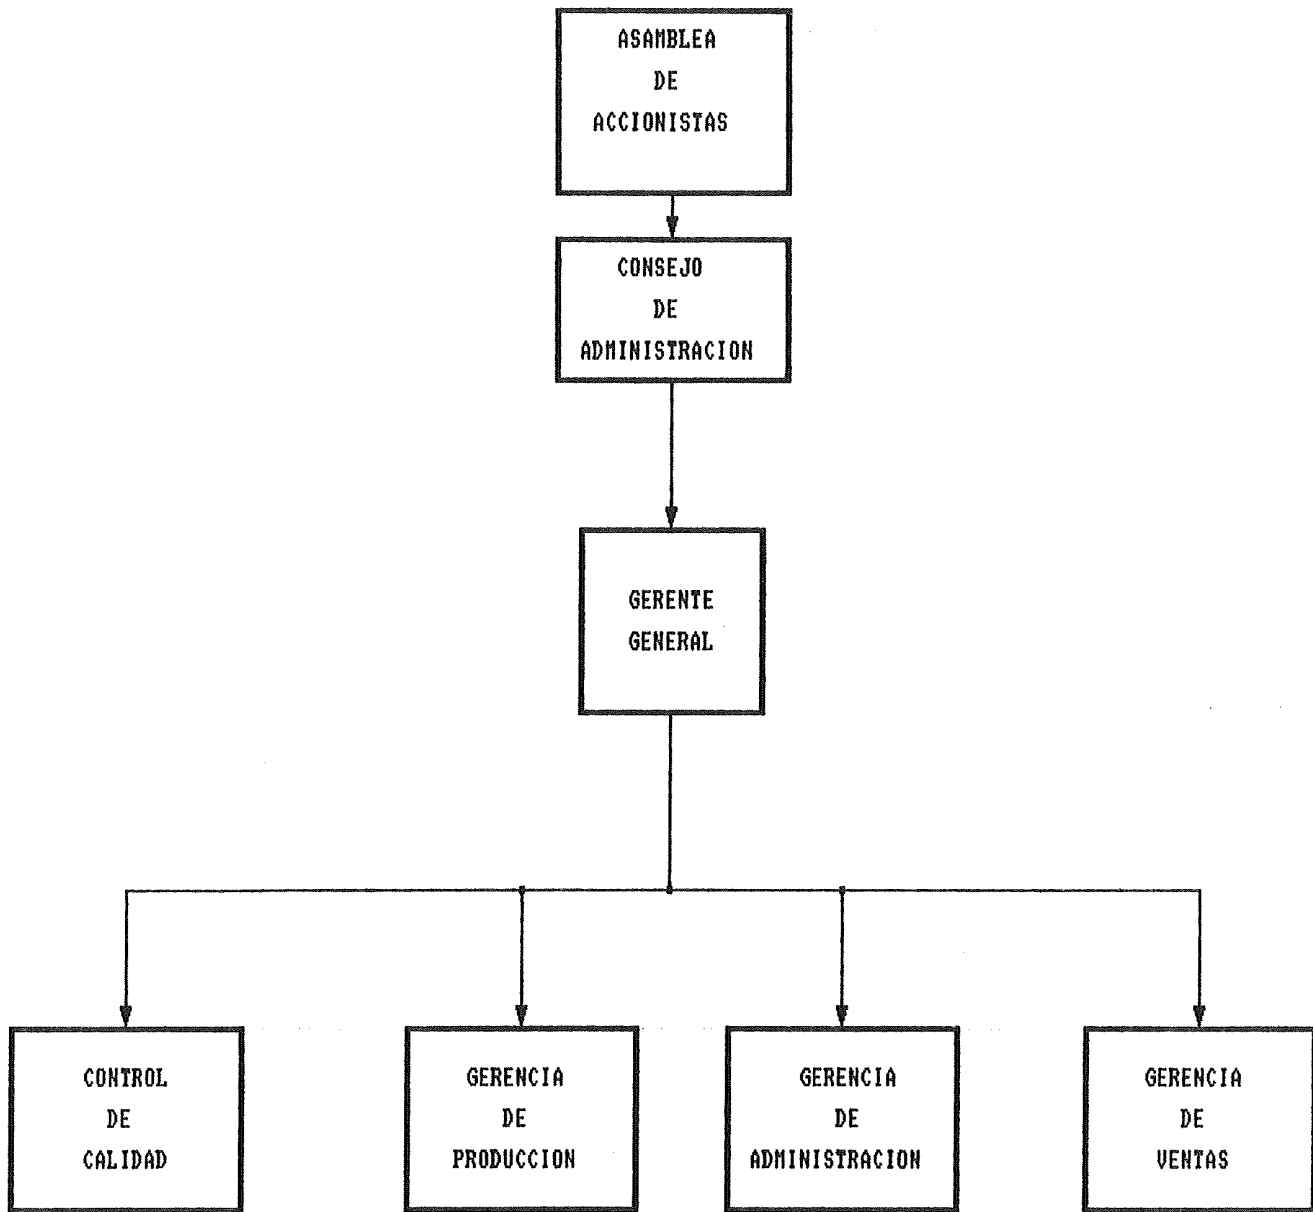 ASAMBLEA
DE
ACCIONISTAS
CONSEJO
DE
ADMINISTRACION
GERENTE
GENERAL
CONTROL
DE
CALIDAD
GERENCIA
DE
PRODUCCION
GERENCIA
DE
ADMINISTRACION
GERENCIA
DE
VENTAS